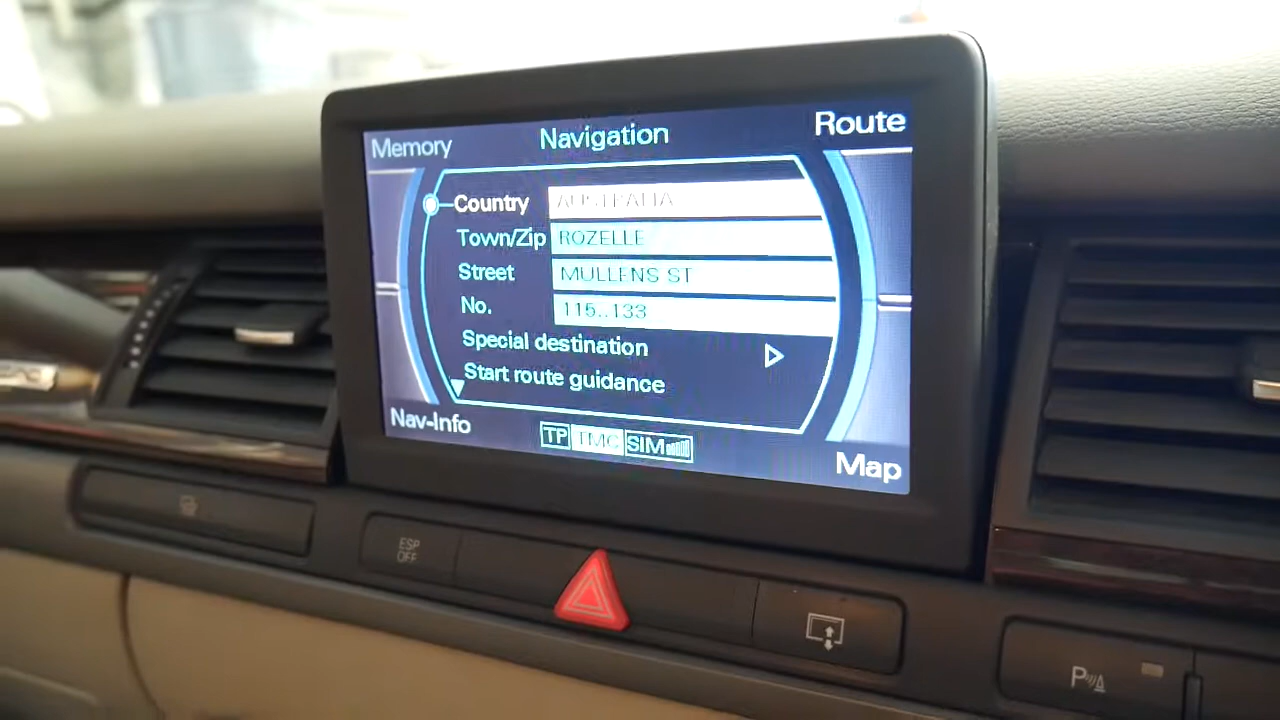 Memory
Navigation
Route
Country AUSTRALIA
Town/Zip ROZELLE
Street MULLENS ST
No. 115..133
Special destination
Start route guidance
Nav-Info
TP TMC SIM
Map
ESP
OFF
P